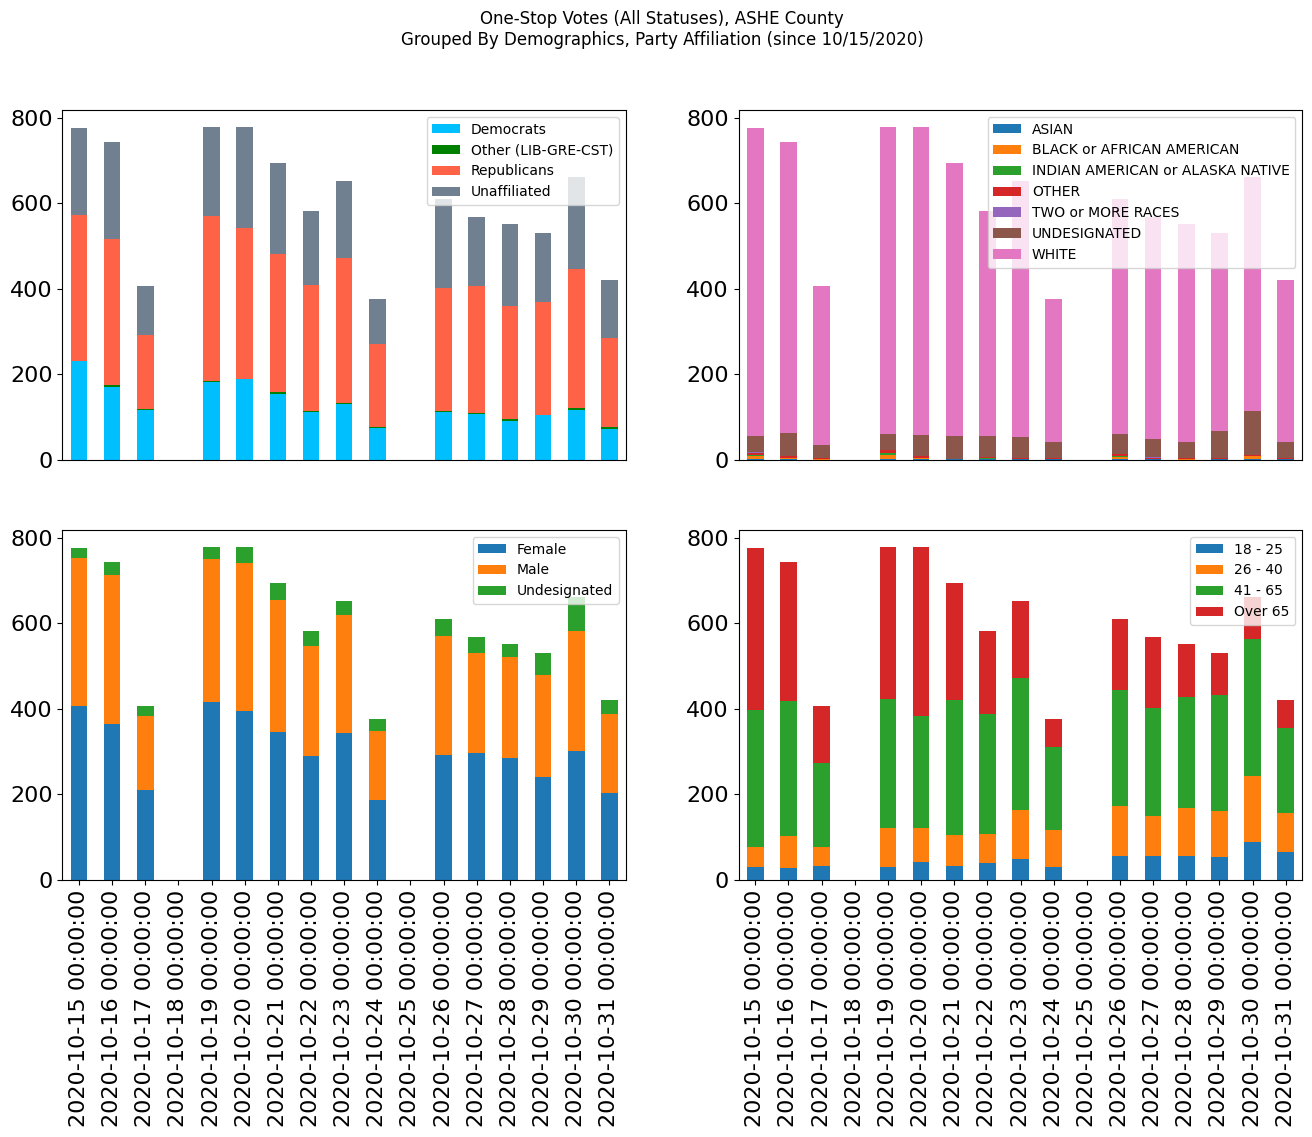 One-Stop Votes (All Statuses), ASHE County
Grouped By Demographics, Party Affiliation (since 10/15/2020)
800
600
400
200
0
Democrats
Other (LIB-GRE-CST)
Republicans
Unaffiliated
800
600
400
200
0
ASIAN
BLACK or AFRICAN AMERICAN
INDIAN AMERICAN or ALASKA NATIVE
OTHER
TWO or MORE RACES
UNDESIGNATED
WHITE
800
600
400
200
0
Female
Male
Undesignated
2020-10-15 00:00:00
2020-10-16 00:00:00
2020-10-17 00:00:00
2020-10-18 00:00:00
2020-10-19 00:00:00
2020-10-20 00:00:00
2020-10-21 00:00:00
2020-10-22 00:00:00
2020-10-23 00:00:00
2020-10-24 00:00:00
2020-10-25 00:00:00
2020-10-26 00:00:00
2020-10-27 00:00:00
2020-10-28 00:00:00
2020-10-29 00:00:00
2020-10-30 00:00:00
2020-10-31 00:00:00
800
600
400
200
0
18 - 25
26 - 40
41 - 65
Over 65
2020-10-15 00:00:00
2020-10-16 00:00:00
2020-10-17 00:00:00
2020-10-18 00:00:00
2020-10-19 00:00:00
2020-10-20 00:00:00
2020-10-21 00:00:00
2020-10-22 00:00:00
2020-10-23 00:00:00
2020-10-24 00:00:00
2020-10-25 00:00:00
2020-10-26 00:00:00
2020-10-27 00:00:00
2020-10-28 00:00:00
2020-10-29 00:00:00
2020-10-30 00:00:00
2020-10-31 00:00:00